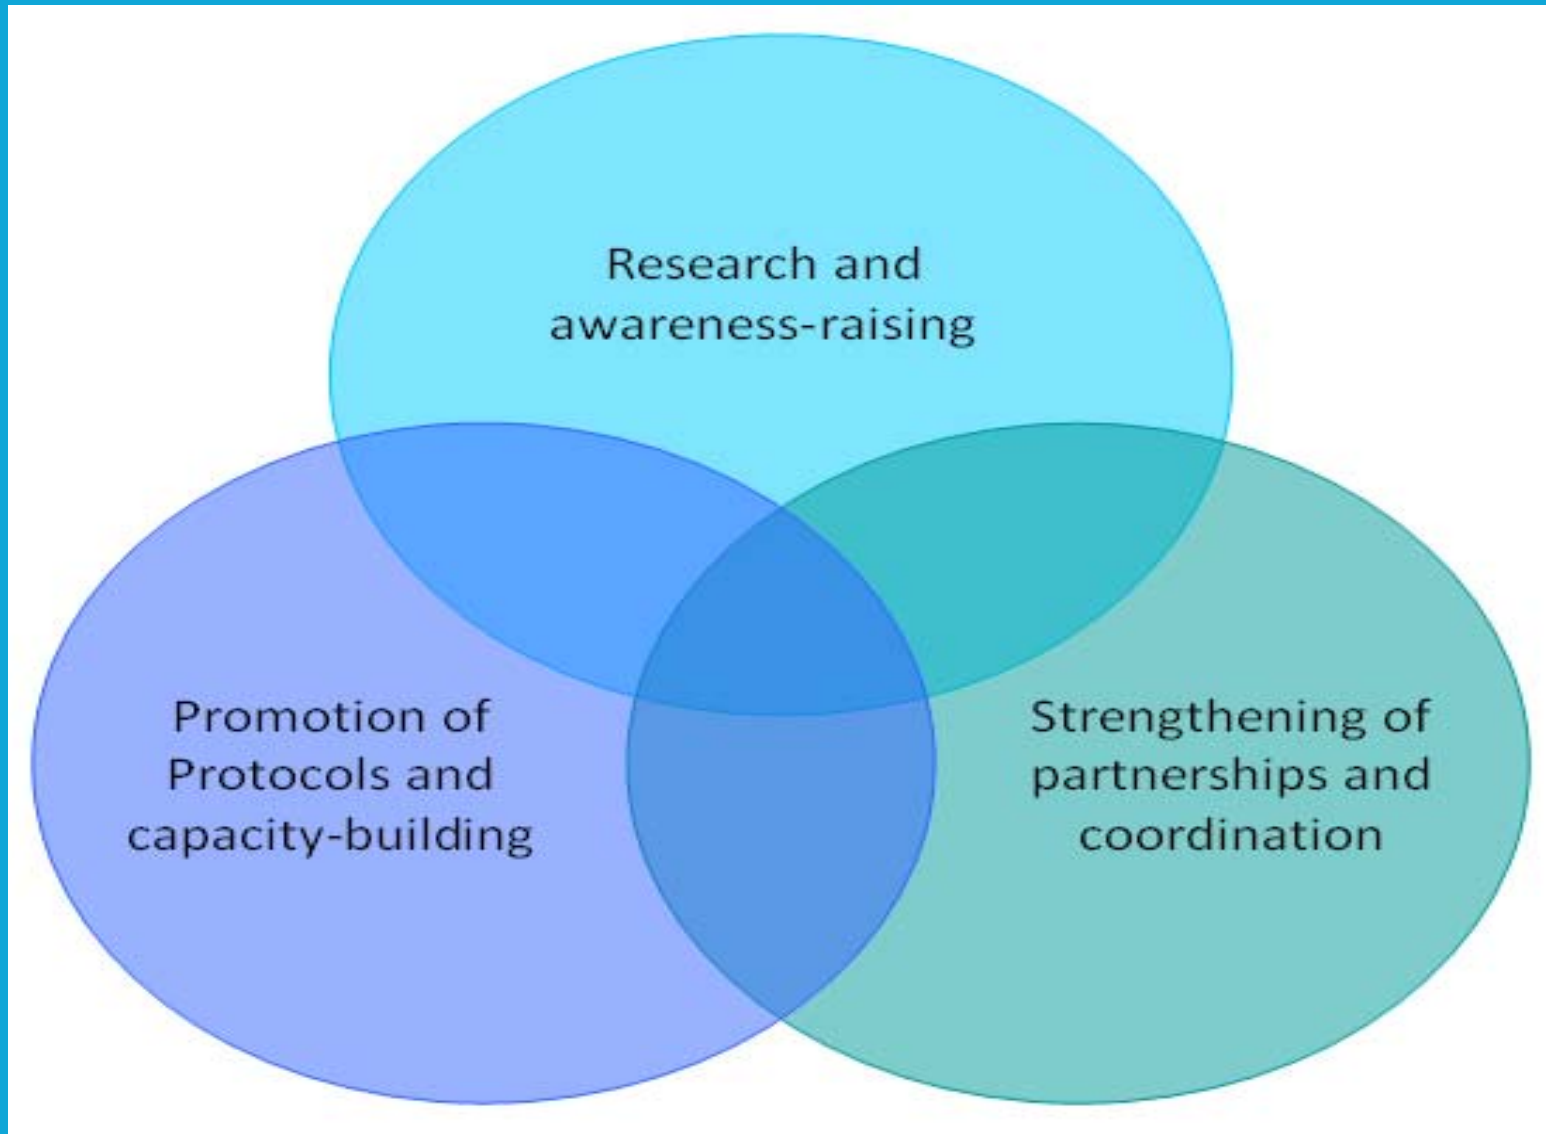 Research and
awareness-raising
Promotion of
Protocols and
capacity-building
Strengthening of
partnerships and
coordination